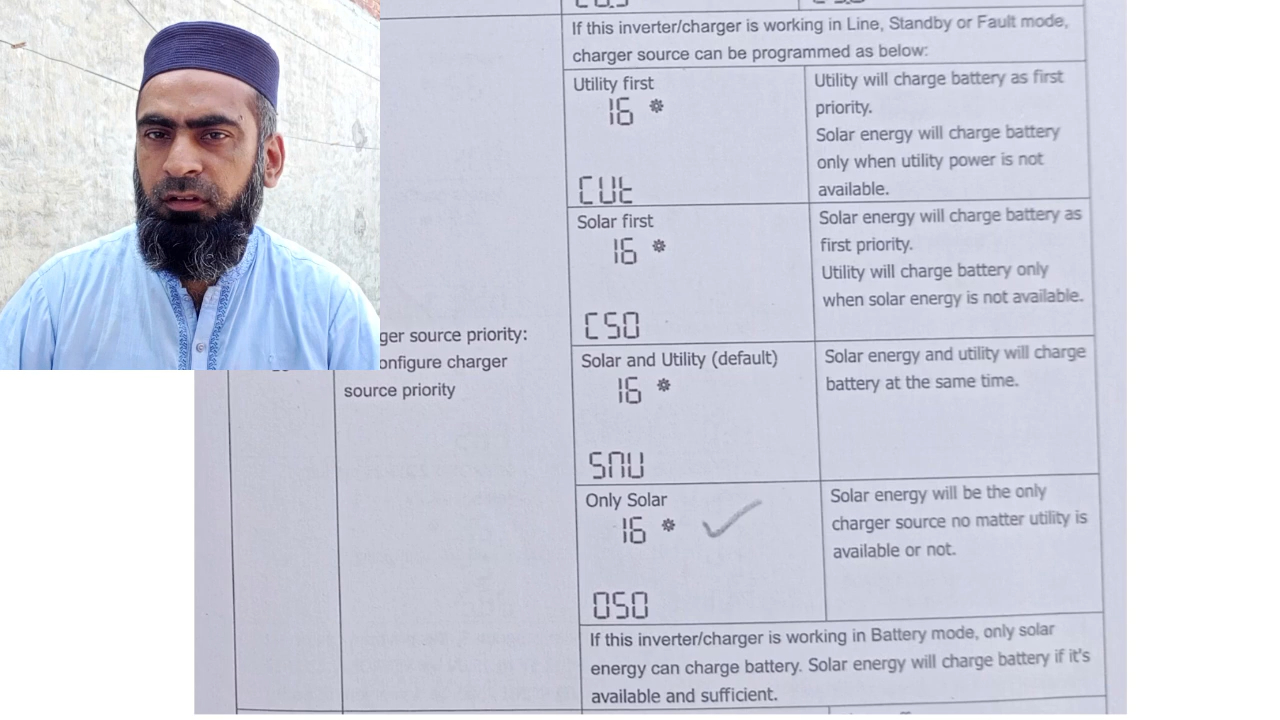 If this inverter/charger is working in Line, Standby or Fault mode,
charger source can be programmed as below:
Utility first
16
CUt
Utility will charge battery as first
priority.
Solar energy will charge battery
only when utility power is not
available.
Solar first
16
CSO
Solar energy will charge battery as
first priority.
Utility will charge battery only
when solar energy is not available.
ger source priority:
onfigure charger
source priority
Solar and Utility (default)
16
SNU
Solar energy and utility will charge
battery at the same time.
Only Solar
16
OSO
Solar energy will be the only
charger source no matter utility is
available or not.
If this inverter/charger is working in Battery mode, only solar
energy can charge battery. Solar energy will charge battery if it's
available and sufficient.